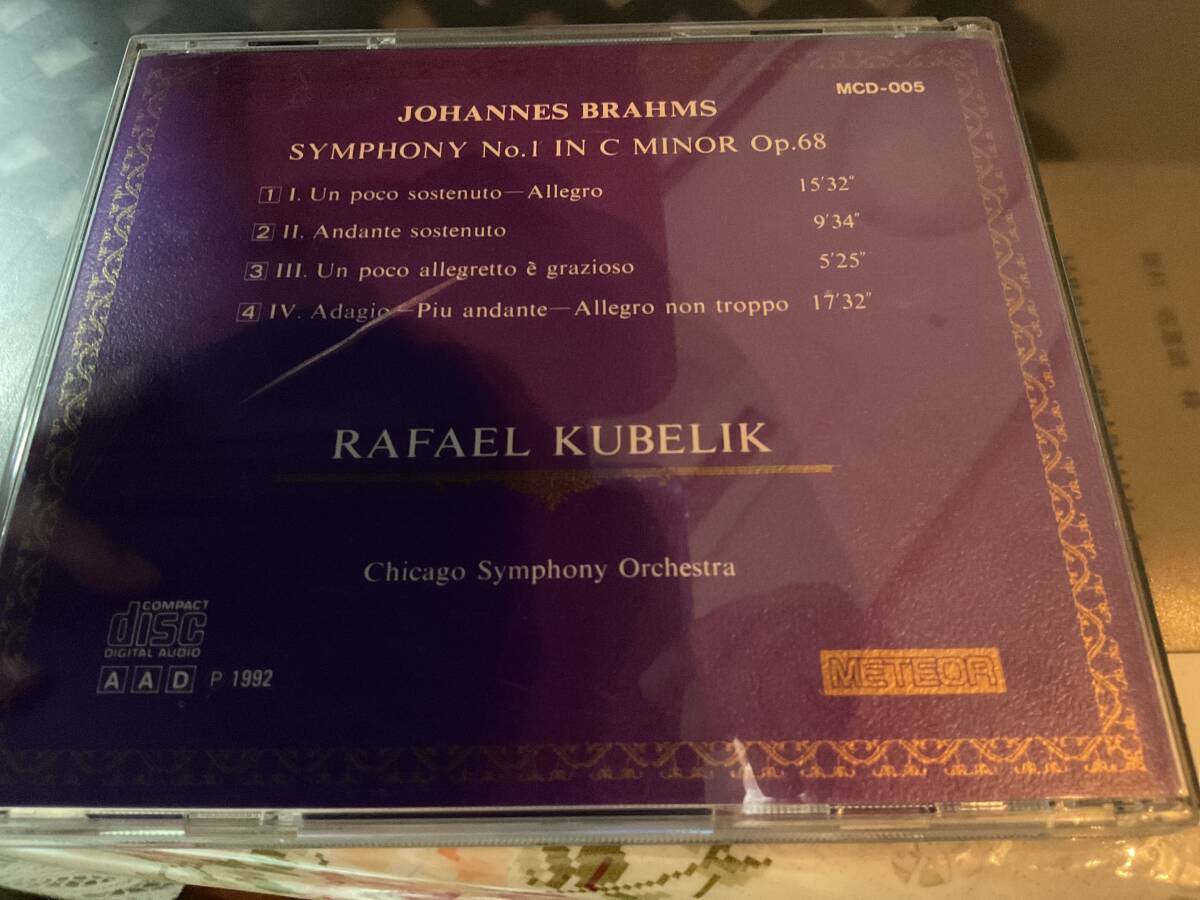 MCD-005
JOHANNES BRAHMS
SYMPHONY No.1 IN C MINOR Op.68
1 I. Un poco sostenuto—Allegro 15'32"
2 II. Andante sostenuto 9'34"
3 III. Un poco allegretto è grazioso 5'25"
4 IV. Adagio—Piu andante—Allegro non troppo 17'32"
RAFAEL KUBELIK
Chicago Symphony Orchestra
COMPACT
disc
DIGITAL AUDIO
A A D P 1992
METEOR